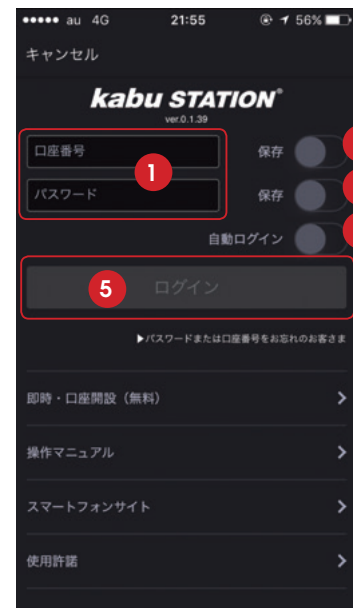 au 4G 21:55 56%
キャンセル
kabu STATION®
ver.0.1.39
口座番号 保存
1
パスワード 保存
自動ログイン
5 ログイン
▶パスワードまたは口座番号をお忘れのお客さま
即時・口座開設（無料）
操作マニュアル
スマートフォンサイト
使用許諾